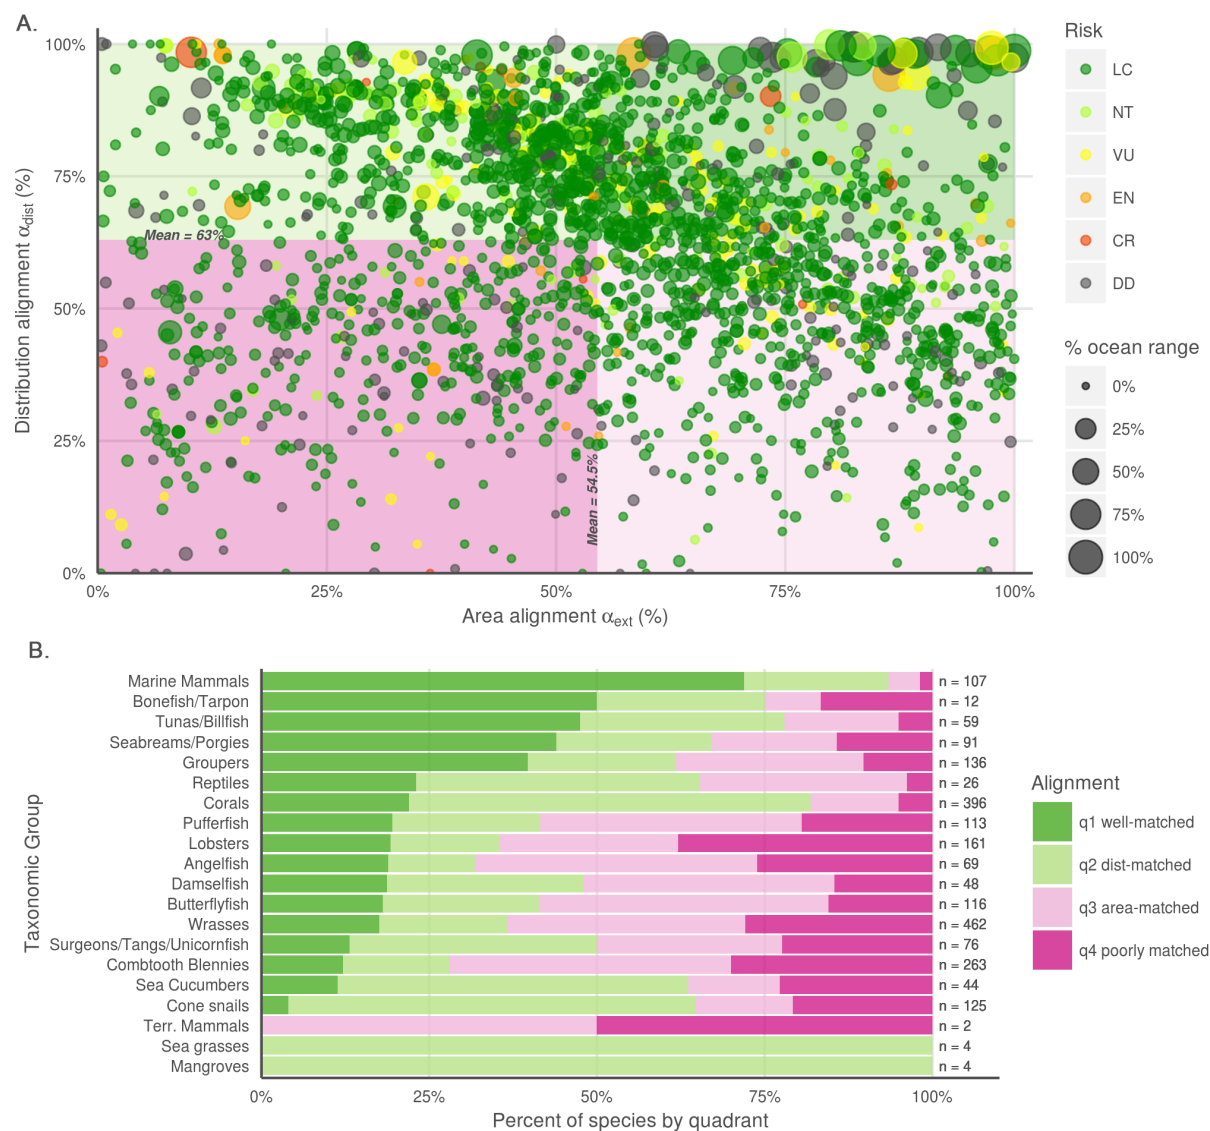 A.
100%
75%
50%
25%
0%
Distribution alignment αdist (%)
Mean = 63%
Mean = 54.5%
0%
25%
50%
75%
100%
Area alignment αext (%)
Risk
LC
NT
VU
EN
CR
DD
% ocean range
0%
25%
50%
75%
100%
B.
Taxonomic Group
Marine Mammals n = 107
Bonefish/Tarpon n = 12
Tunas/Billfish n = 59
Seabreams/Porgies n = 91
Groupers n = 136
Reptiles n = 26
Corals n = 396
Pufferfish n = 113
Lobsters n = 161
Angelfish n = 69
Damselfish n = 48
Butterflyfish n = 116
Wrasses n = 462
Surgeons/Tangs/Unicornfish n = 76
Combtooth Blennies n = 263
Sea Cucumbers n = 44
Cone snails n = 125
Terr. Mammals n = 2
Sea grasses n = 4
Mangroves n = 4
0%
25%
50%
75%
100%
Percent of species by quadrant
Alignment
q1 well-matched
q2 dist-matched
q3 area-matched
q4 poorly matched